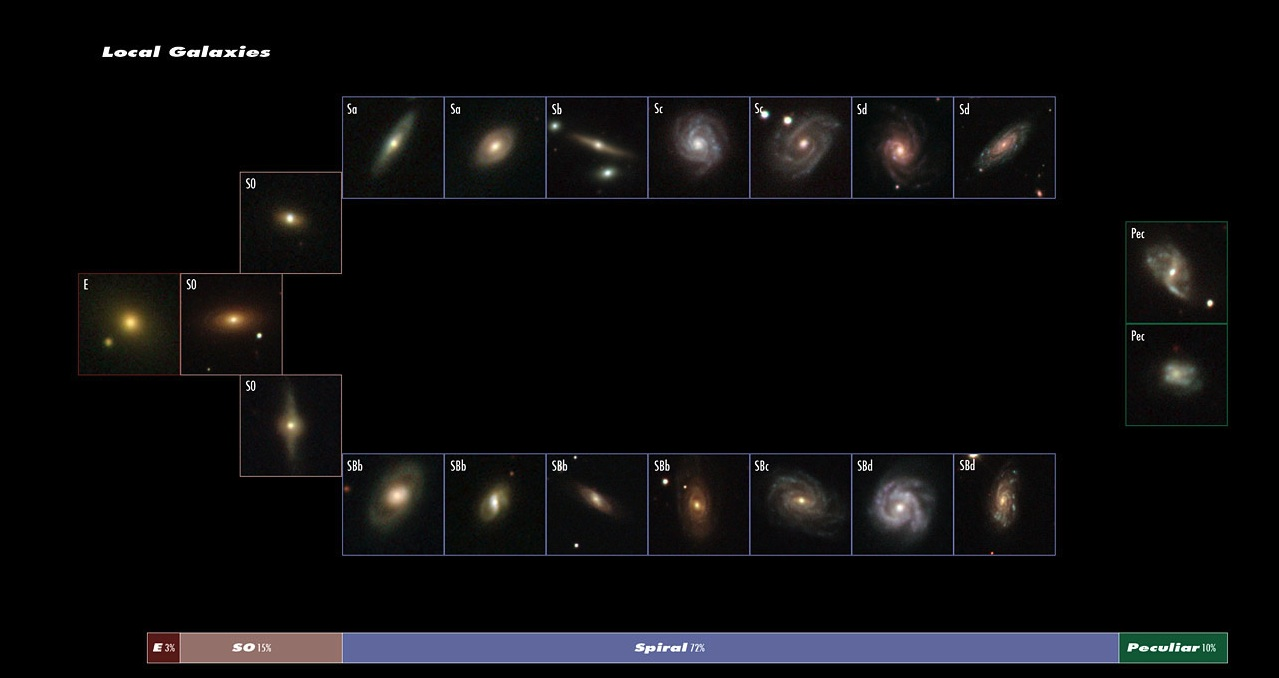 Local Galaxies
Sa
Sa
Sb
Sc
Sc
Sd
Sd
S0
Pec
E
S0
Pec
S0
SBb
SBb
SBb
SBb
SBc
SBd
SBd
E 3%
S0 15%
Spiral 72%
Peculiar 10%